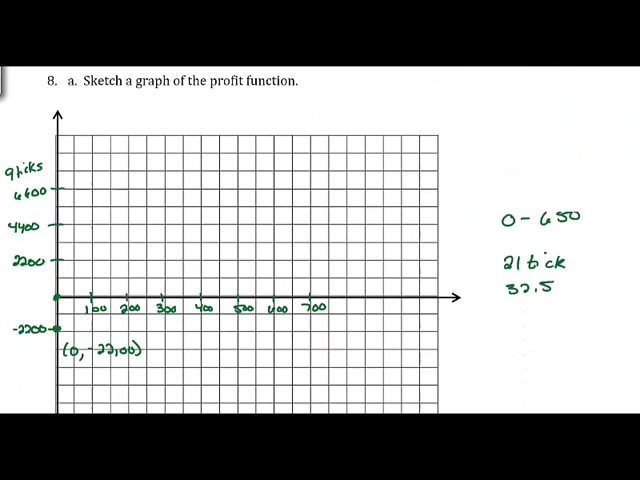 8. a. Sketch a graph of the profit function.
9 ticks
6600
4400
2200
100 200 300 400 500 600 700
-2200
(0, -22,00)
0 - 650
21 tick
32.5